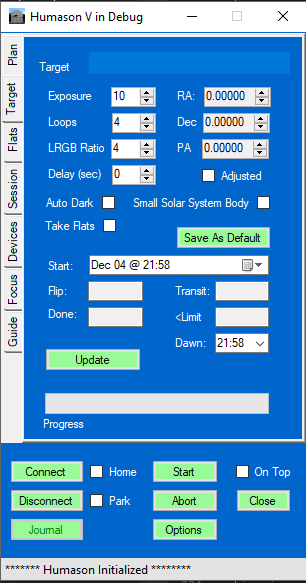 Humason V in Debug
Plan
Target
Flats
Session
Devices
Focus
Guide
Target
Exposure 10 RA: 0.00000
Loops 4 Dec 0.00000
LRGB Ratio 4 PA 0.00000
Delay (sec) 0 Adjusted
Auto Dark Small Solar System Body
Take Flats
Save As Default
Start: Dec 04 @ 21:58
Flip: Transit:
Done: <Limit
Dawn: 21:58
Update
Progress
Connect Home Start On Top
Disconnect Park Abort Close
Journal Options
******* Humason Initialized ********